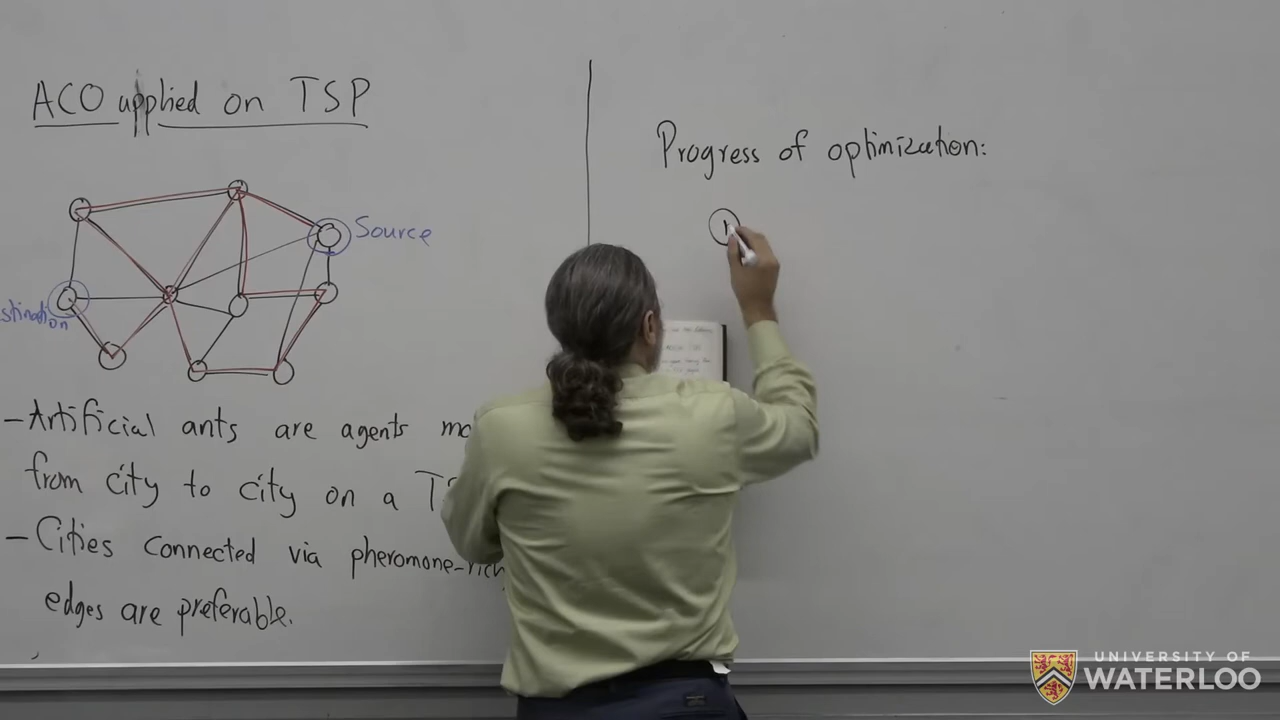 ACO applied on TSP
Progress of optimization:
Source
- Artificial ants are agents
from city to city on a
- Cities connected via pheromone-rich
edges are preferable.
UNIVERSITY OF
WATERLOO